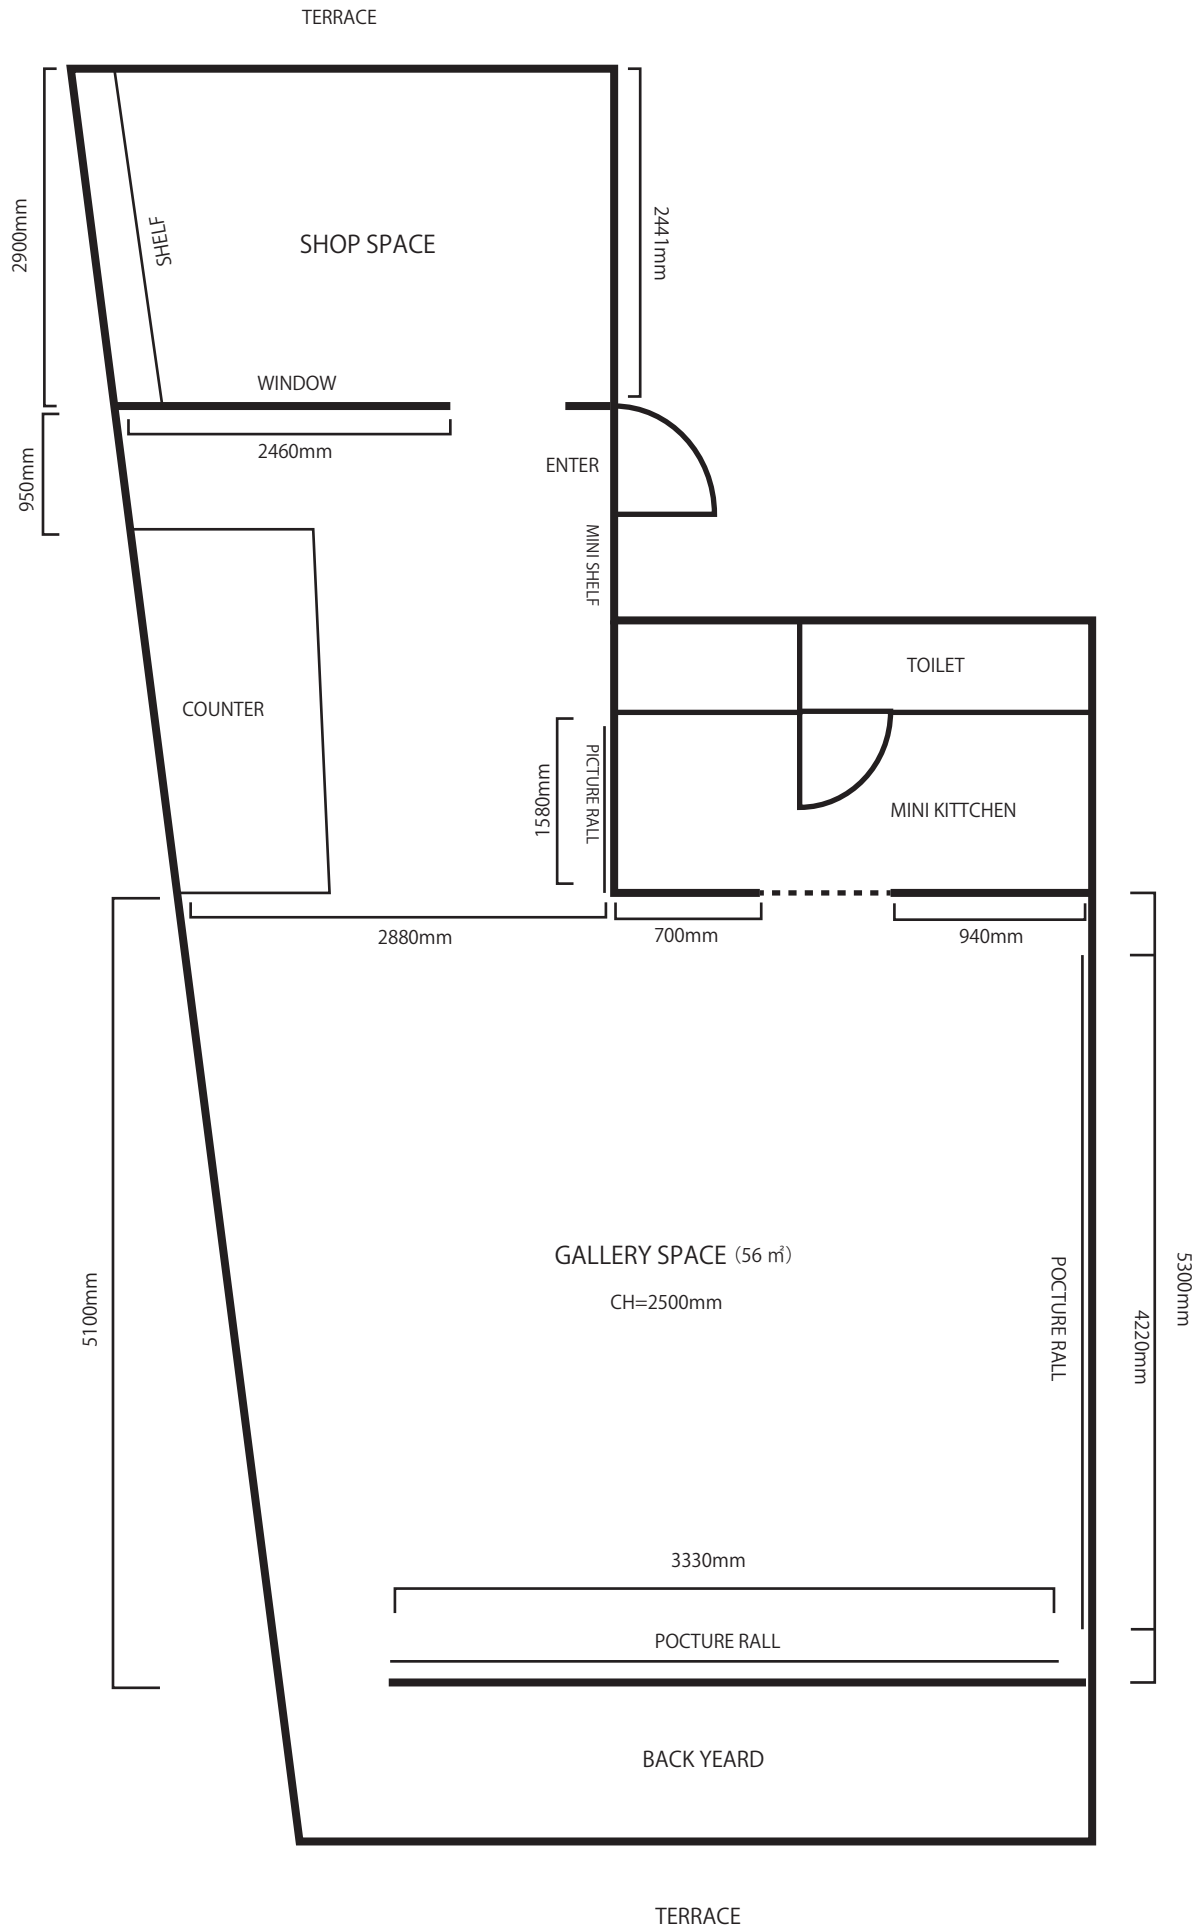 TERRACE
2900mm
SHELF
SHOP SPACE
2441mm
WINDOW
2460mm
950mm
ENTER
MINI SHELF
TOILET
COUNTER
1580mm
PICTURE RALL
MINI KITTCHEN
2880mm
700mm
940mm
GALLERY SPACE（56 ㎡）
CH=2500mm
5100mm
POCTURE RALL
4220mm
5300mm
3330mm
POCTURE RALL
BACK YEARD
TERRACE